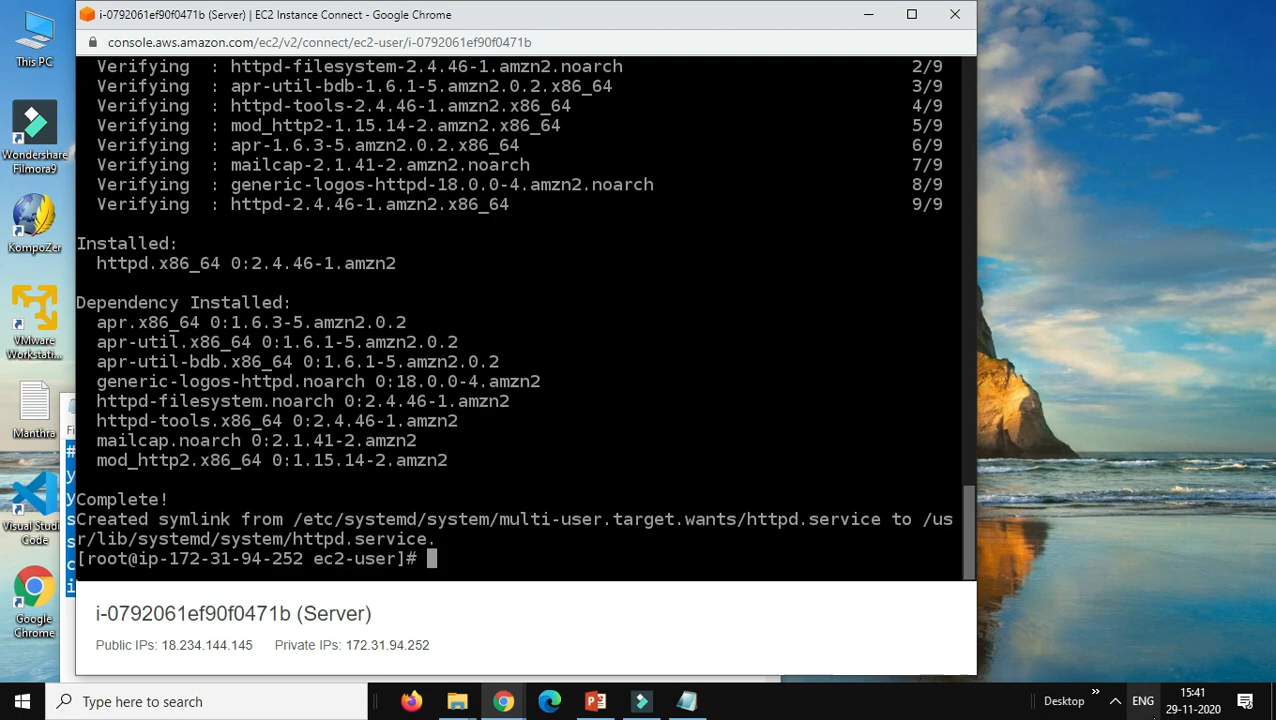 i-0792061ef90f0471b (Server) | EC2 Instance Connect - Google Chrome
console.aws.amazon.com/ec2/v2/connect/ec2-user/i-0792061ef90f0471b
Verifying : httpd-filesystem-2.4.46-1.amzn2.noarch 2/9
Verifying : apr-util-bdb-1.6.1-5.amzn2.0.2.x86_64 3/9
Verifying : httpd-tools-2.4.46-1.amzn2.x86_64 4/9
Verifying : mod_http2-1.15.14-2.amzn2.x86_64 5/9
Verifying : apr-1.6.3-5.amzn2.0.2.x86_64 6/9
Verifying : mailcap-2.1.41-2.amzn2.noarch 7/9
Verifying : generic-logos-httpd-18.0.0-4.amzn2.noarch 8/9
Verifying : httpd-2.4.46-1.amzn2.x86_64 9/9
Installed:
httpd.x86_64 0:2.4.46-1.amzn2
Dependency Installed:
apr.x86_64 0:1.6.3-5.amzn2.0.2
apr-util.x86_64 0:1.6.1-5.amzn2.0.2
apr-util-bdb.x86_64 0:1.6.1-5.amzn2.0.2
generic-logos-httpd.noarch 0:18.0.0-4.amzn2
httpd-filesystem.noarch 0:2.4.46-1.amzn2
httpd-tools.x86_64 0:2.4.46-1.amzn2
mailcap.noarch 0:2.1.41-2.amzn2
mod_http2.x86_64 0:1.15.14-2.amzn2
Complete!
Created symlink from /etc/systemd/system/multi-user.target.wants/httpd.service to /us
r/lib/systemd/system/httpd.service.
[root@ip-172-31-94-252 ec2-user]#
i-0792061ef90f0471b (Server)
Public IPs: 18.234.144.145 Private IPs: 172.31.94.252
This PC
Wondershare
Filmora9
KompoZer
VMware
Workstati...
Manthra
Visual Studi
Code
Google
Chrome
Type here to search
Desktop
ENG
15:41
29-11-2020